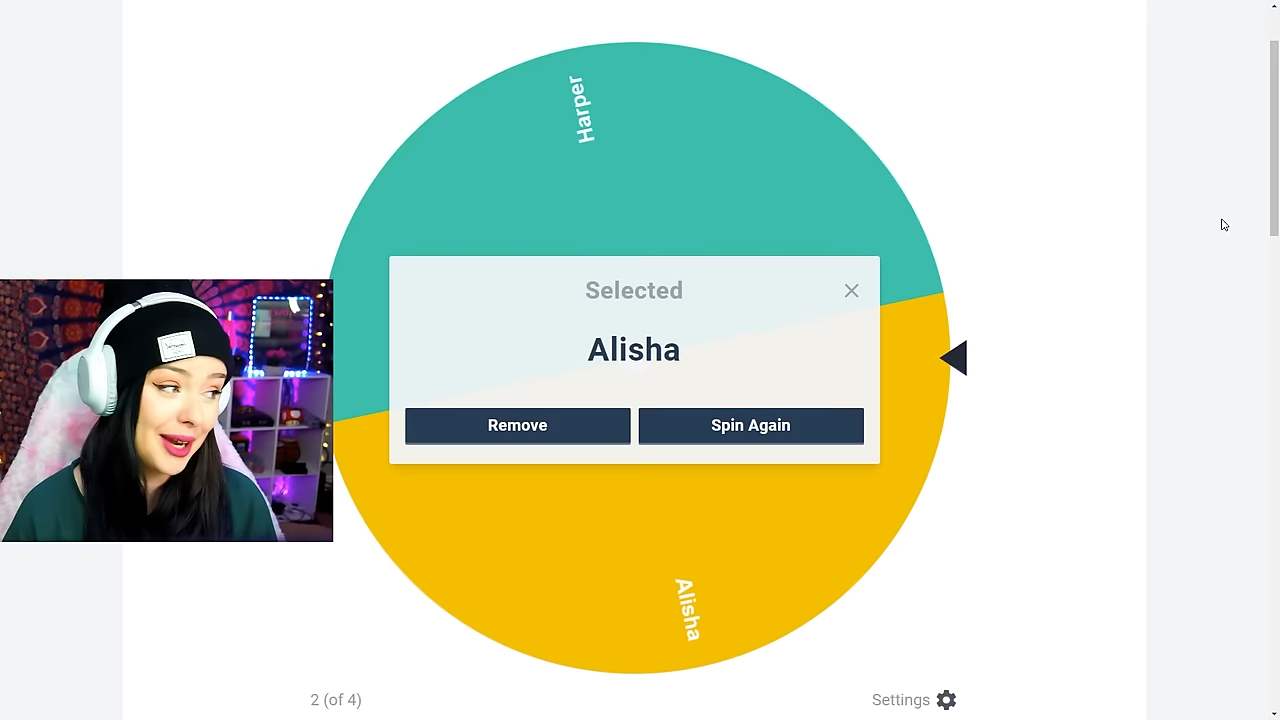 Harper
Selected
Alisha
Remove
Spin Again
Alisha
2 (of 4)
Settings